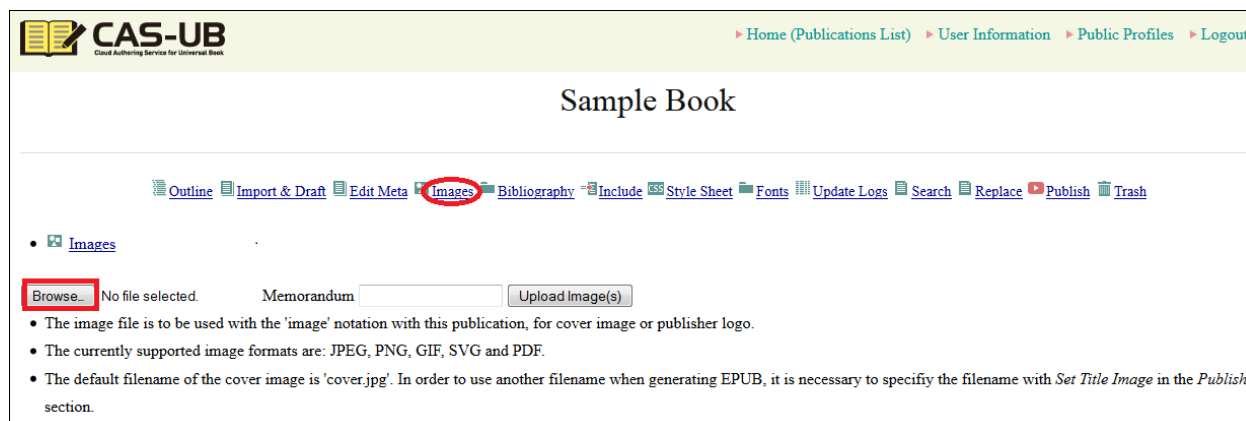 CAS-UB
Cloud Authoring Service for Universal Book
Home (Publications List) User Information Public Profiles Logout
Sample Book
Outline Import & Draft Edit Meta Images Bibliography Include CSS Style Sheet Fonts Update Logs Search Replace Publish Trash
• Images
Browse.. No file selected. Memorandum Upload Image(s)
• The image file is to be used with the 'image' notation with this publication, for cover image or publisher logo.
• The currently supported image formats are: JPEG, PNG, GIF, SVG and PDF.
• The default filename of the cover image is 'cover.jpg'. In order to use another filename when generating EPUB, it is necessary to specifiy the filename with Set Title Image in the Publish
section.